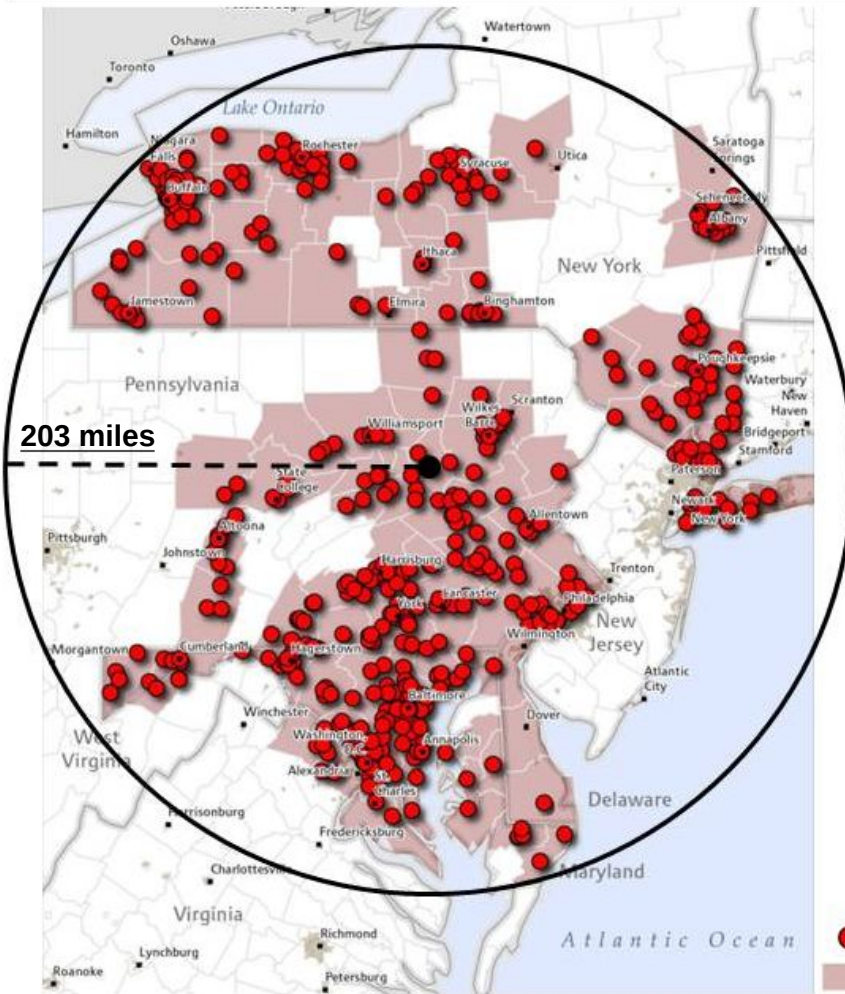 Watertown
Oshawa
Toronto
Lake Ontario
Hamilton
Niagara
Falls
Rochester
Syracuse
Utica
Saratoga
Springs
Buffalo
Schenectady
Albany
Pittsfield
Ithaca
New York
Jamestown
Elmira
Binghamton
Poughkeepsie
Pennsylvania
Waterbury
Scranton
Wilkes
Barre
New
Haven
Williamsport
Bridgeport
203 miles
Stamford
Paterson
State
College
Newark
New York
Allentown
Altoona
Pittsburgh
Johnstown
Harrisburg
Trenton
Lancaster
Philadelphia
York
New
Jersey
Wilmington
Morgantown
Cumberland
Hagerstown
Atlantic
City
Baltimore
Winchester
Dover
West
Virginia
Washington,
D.C.
Annapolis
Alexandria
St.
Charles
Delaware
Harrisonburg
Fredericksburg
Charlottesville
Maryland
Virginia
Richmond
Atlantic Ocean
Lynchburg
Roanoke
Petersburg